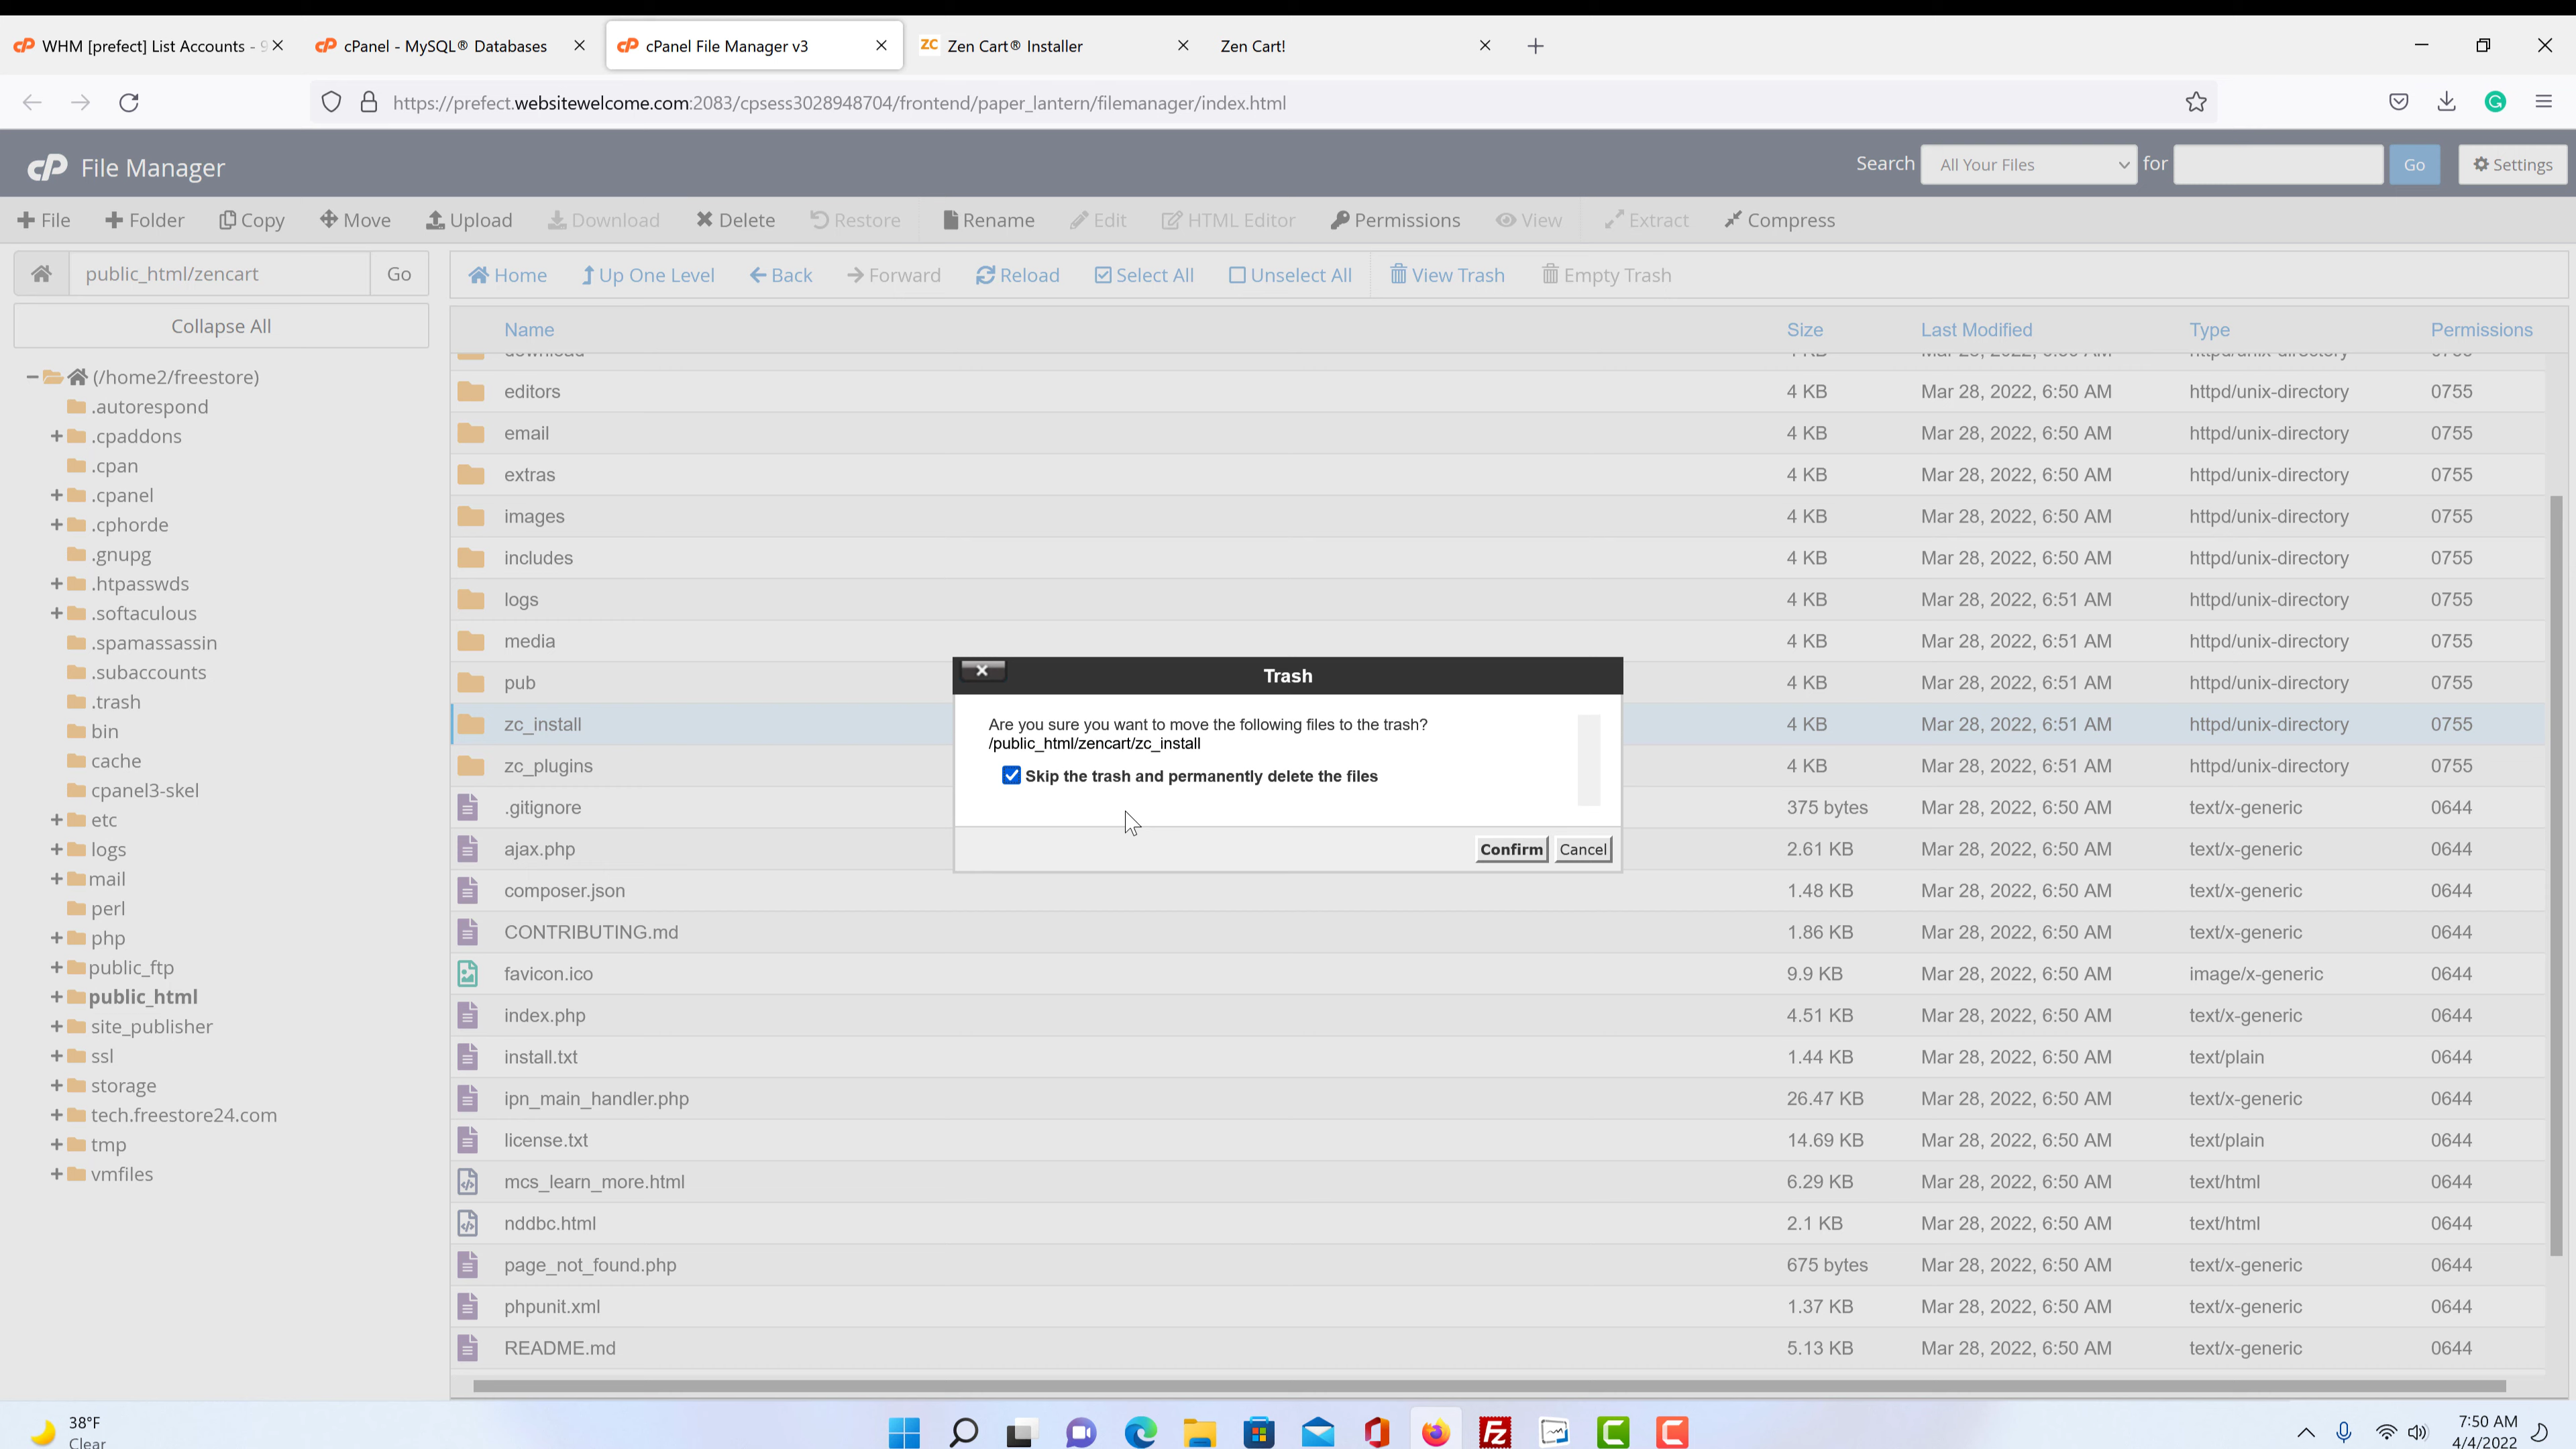 WHM [prefect] List Accounts - 9
cPanel - MySQL® Databases
cPanel File Manager v3
Zen Cart® Installer
Zen Cart!
https://prefect.websitewelcome.com:2083/cpsess3028948704/frontend/paper_lantern/filemanager/index.html
cP File Manager
Search All Your Files for Go Settings
File Folder Copy Move Upload Download Delete Restore Rename Edit HTML Editor Permissions View Extract Compress
public_html/zencart Go
Home Up One Level Back Forward Reload Select All Unselect All View Trash Empty Trash
Collapse All
(/home2/freestore)
.autorespond
.cpaddons
.cpan
.cpanel
.cphorde
.gnupg
.htpasswds
.softaculous
.spamassassin
.subaccounts
.trash
bin
cache
cpanel3-skel
etc
logs
mail
perl
php
public_ftp
public_html
site_publisher
ssl
storage
tech.freestore24.com
tmp
vmfiles
Name Size Last Modified Type Permissions
editors 4 KB Mar 28, 2022, 6:50 AM httpd/unix-directory 0755
email 4 KB Mar 28, 2022, 6:50 AM httpd/unix-directory 0755
extras 4 KB Mar 28, 2022, 6:50 AM httpd/unix-directory 0755
images 4 KB Mar 28, 2022, 6:50 AM httpd/unix-directory 0755
includes 4 KB Mar 28, 2022, 6:50 AM httpd/unix-directory 0755
logs 4 KB Mar 28, 2022, 6:51 AM httpd/unix-directory 0755
media 4 KB Mar 28, 2022, 6:51 AM httpd/unix-directory 0755
pub 4 KB Mar 28, 2022, 6:51 AM httpd/unix-directory 0755
zc_install 4 KB Mar 28, 2022, 6:51 AM httpd/unix-directory 0755
zc_plugins 4 KB Mar 28, 2022, 6:51 AM httpd/unix-directory 0755
.gitignore 375 bytes Mar 28, 2022, 6:50 AM text/x-generic 0644
ajax.php 2.61 KB Mar 28, 2022, 6:50 AM text/x-generic 0644
composer.json 1.48 KB Mar 28, 2022, 6:50 AM text/x-generic 0644
CONTRIBUTING.md 1.86 KB Mar 28, 2022, 6:50 AM text/x-generic 0644
favicon.ico 9.9 KB Mar 28, 2022, 6:50 AM image/x-generic 0644
index.php 4.51 KB Mar 28, 2022, 6:50 AM text/x-generic 0644
install.txt 1.44 KB Mar 28, 2022, 6:50 AM text/plain 0644
ipn_main_handler.php 26.47 KB Mar 28, 2022, 6:50 AM text/x-generic 0644
license.txt 14.69 KB Mar 28, 2022, 6:50 AM text/plain 0644
mcs_learn_more.html 6.29 KB Mar 28, 2022, 6:50 AM text/html 0644
nddbc.html 2.1 KB Mar 28, 2022, 6:50 AM text/html 0644
page_not_found.php 675 bytes Mar 28, 2022, 6:50 AM text/x-generic 0644
phpunit.xml 1.37 KB Mar 28, 2022, 6:50 AM text/x-generic 0644
README.md 5.13 KB Mar 28, 2022, 6:50 AM text/x-generic 0644
Trash
Are you sure you want to move the following files to the trash?
/public_html/zencart/zc_install
Skip the trash and permanently delete the files
Confirm Cancel
38°F
Clear
7:50 AM
4/4/2022